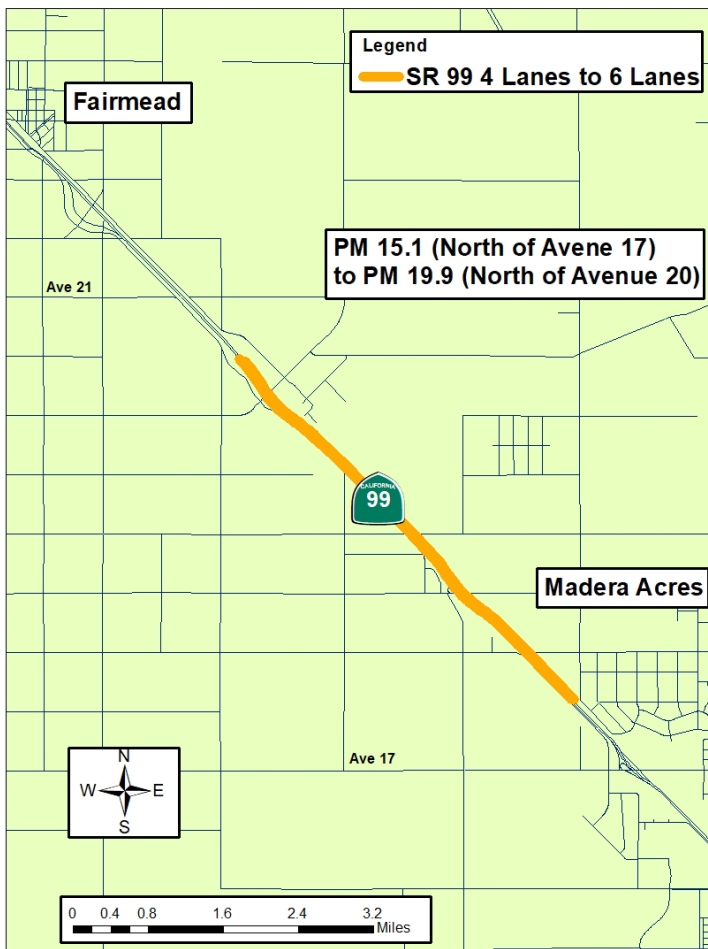 Legend
SR 99 4 Lanes to 6 Lanes
Fairmead
PM 15.1 (North of Avene 17)
to PM 19.9 (North of Avenue 20)
Ave 21
CALIFORNIA
99
Madera Acres
Ave 17
N
W E
S
0 0.4 0.8 1.6 2.4 3.2
Miles